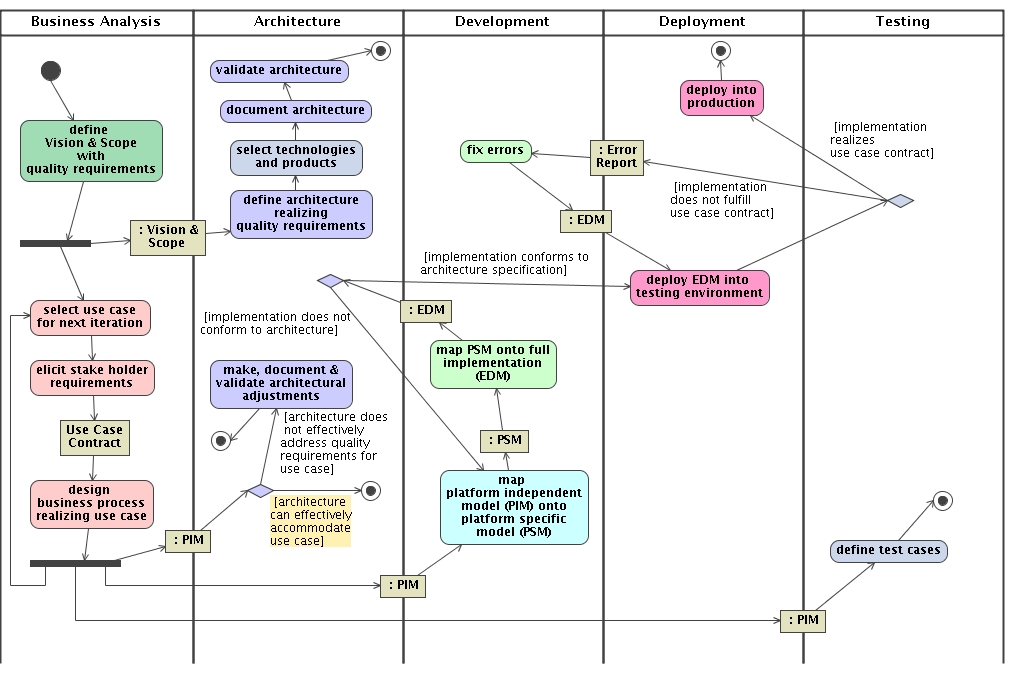 Business Analysis
Architecture
Development
Deployment
Testing
define
Vision & Scope
with
quality requirements
: Vision &
Scope
select use case
for next iteration
elicit stake holder
requirements
Use Case
Contract
design
business process
realizing use case
: PIM
validate architecture
document architecture
select technologies
and products
define architecture
realizing
quality requirements
[implementation does not
conform to architecture]
make, document &
validate architectural
adjustments
[architecture does
not effectively
address quality
requirements for
use case]
[architecture
can effectively
accommodate
use case]
: PIM
fix errors
: Error
Report
: EDM
[implementation conforms to
architecture specification]
: EDM
map PSM onto full
implementation
(EDM)
: PSM
map
platform independent
model (PIM) onto
platform specific
model (PSM)
deploy into
production
[implementation
does not fulfill
use case contract]
deploy EDM into
testing environment
[implementation
realizes
use case contract]
define test cases
: PIM